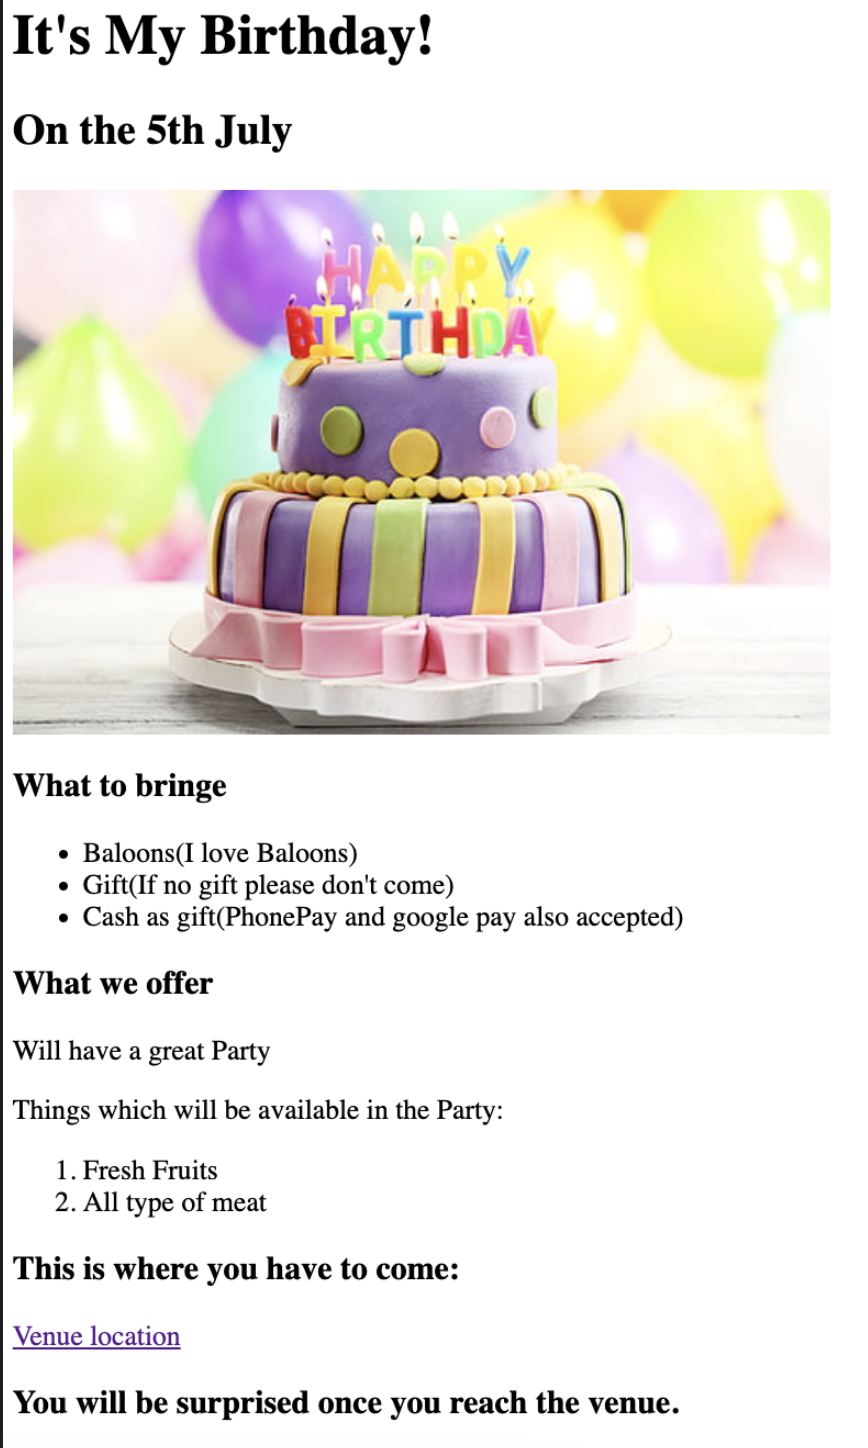 It's My Birthday!
On the 5th July
HAPPY
BIRTHDAY
What to bringe
Baloons(I love Baloons)
Gift(If no gift please don't come)
Cash as gift(PhonePay and google pay also accepted)
What we offer
Will have a great Party
Things which will be available in the Party:
1. Fresh Fruits
2. All type of meat
This is where you have to come:
Venue location
You will be surprised once you reach the venue.